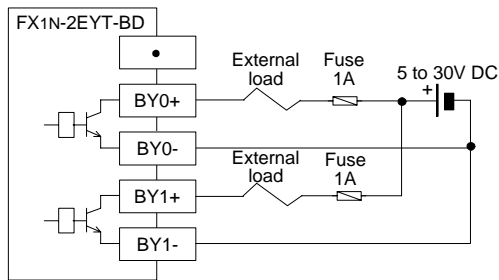 FX1N-2EYT-BD
External load
Fuse 1A
5 to 30V DC
+
BY0+
BY0-
External load
Fuse 1A
BY1+
BY1-